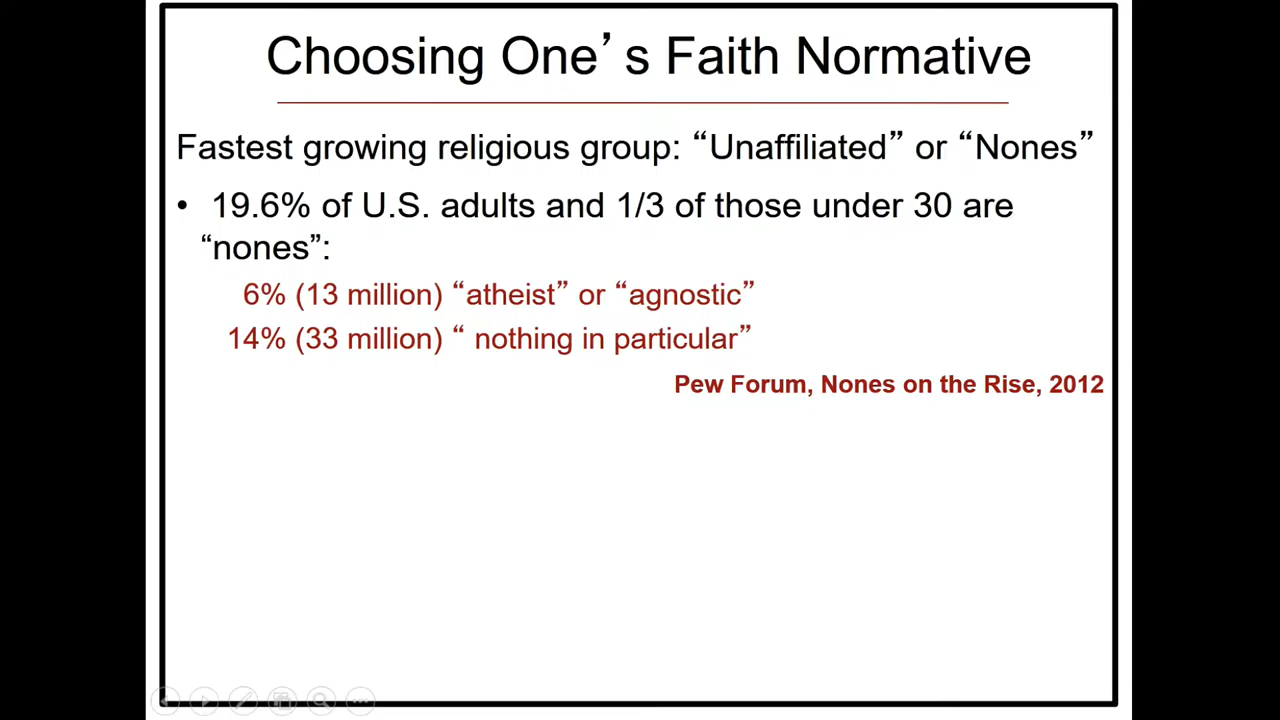 Choosing One’s Faith Normative
Fastest growing religious group: “Unaffiliated” or “Nones”
• 19.6% of U.S. adults and 1/3 of those under 30 are
“nones”:
6% (13 million) “atheist” or “agnostic”
14% (33 million) “ nothing in particular”
Pew Forum, Nones on the Rise, 2012